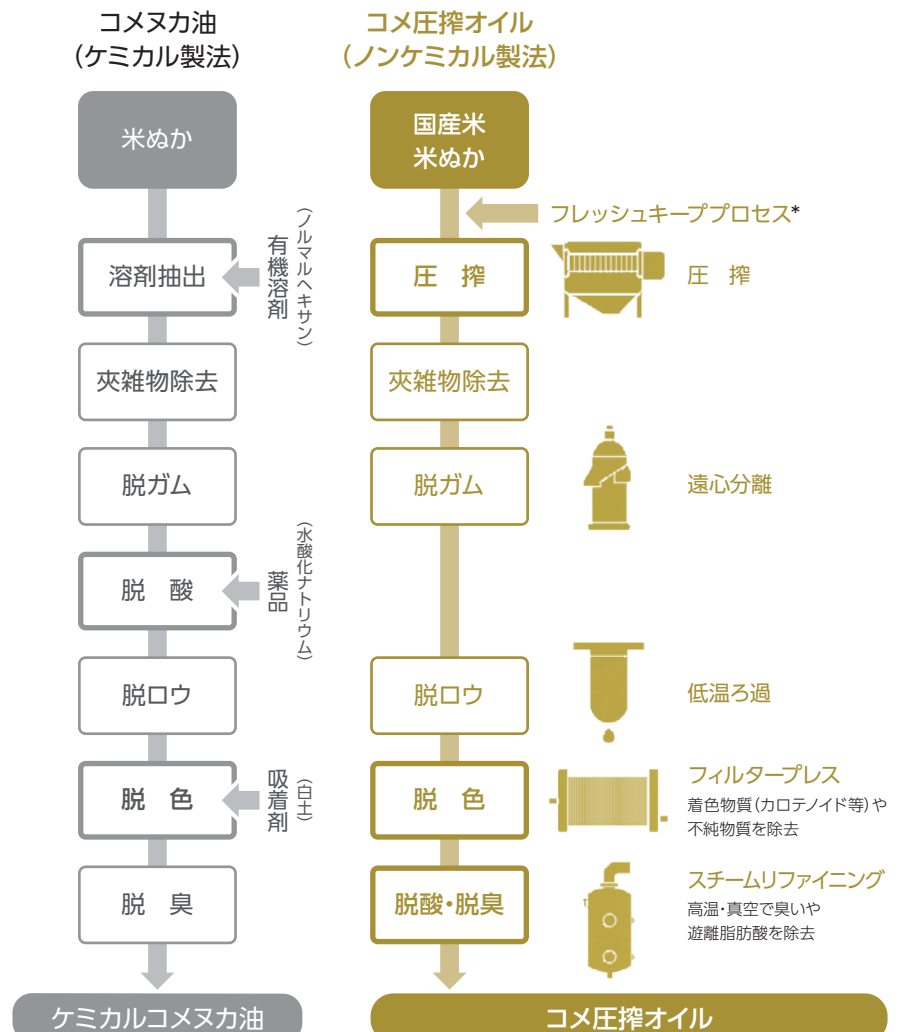 コメヌカ油
(ケミカル製法)
米ぬか
溶剤抽出
有機溶剤
(ノルマルヘキサン)
夾雑物除去
脱ガム
脱　酸
薬品
(水酸化ナトリウム)
脱ロウ
脱　色
吸着剤
(白土)
脱　臭
ケミカルコメヌカ油
コメ圧搾オイル
(ノンケミカル製法)
国産米
米ぬか
フレッシュキーププロセス*
圧　搾
圧　搾
夾雑物除去
脱ガム
遠心分離
脱ロウ
低温ろ過
脱　色
フィルタープレス
着色物質(カロテノイド等)や
不純物質を除去
脱酸・脱臭
スチームリファイニング
高温・真空で臭いや
遊離脂肪酸を除去
コメ圧搾オイル